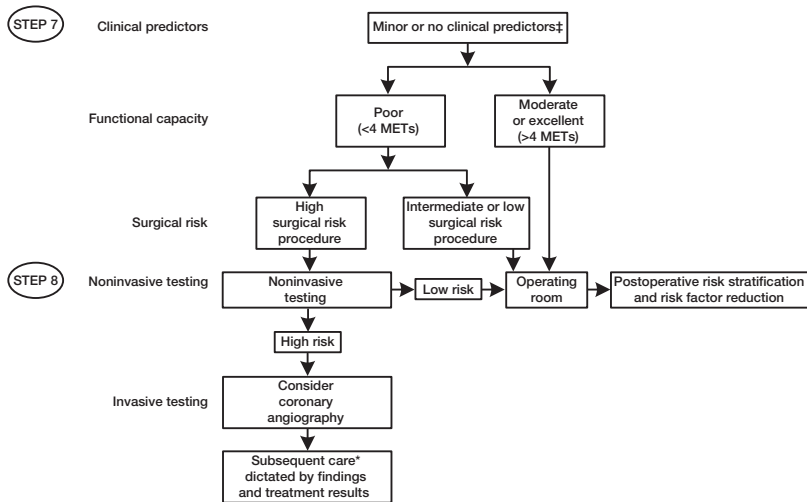 STEP 7
Clinical predictors
Minor or no clinical predictors‡
Functional capacity
Poor
(<4 METs)
Moderate
or excellent
(>4 METs)
Surgical risk
High
surgical risk
procedure
Intermediate or low
surgical risk
procedure
STEP 8
Noninvasive testing
Noninvasive
testing
Low risk
Operating
room
Postoperative risk stratification
and risk factor reduction
High risk
Invasive testing
Consider
coronary
angiography
Subsequent care*
dictated by findings
and treatment results